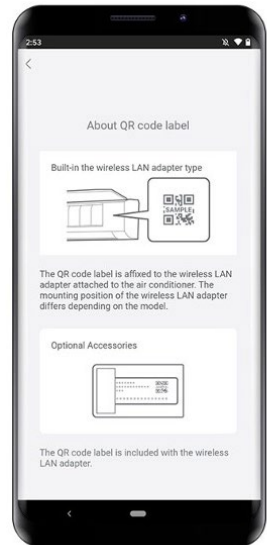 2:53
About QR code label
Built-in the wireless LAN adapter type
SAMPLE
The QR code label is affixed to the wireless LAN
adapter attached to the air conditioner. The
mounting position of the wireless LAN adapter
differs depending on the model.
Optional Accessories
The QR code label is included with the wireless
LAN adapter.